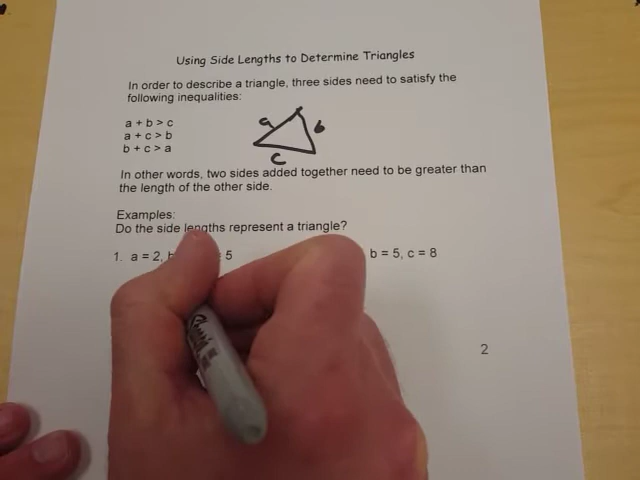 Using Side Lengths to Determine Triangles
In order to describe a triangle, three sides need to satisfy the
following inequalities:
a + b > c
a + c > b
b + c > a
a
b
c
In other words, two sides added together need to be greater than
the length of the other side.
Examples:
Do the side lengths represent a triangle?
1. a = 2, 5 b = 5, c = 8
2
Sharpie